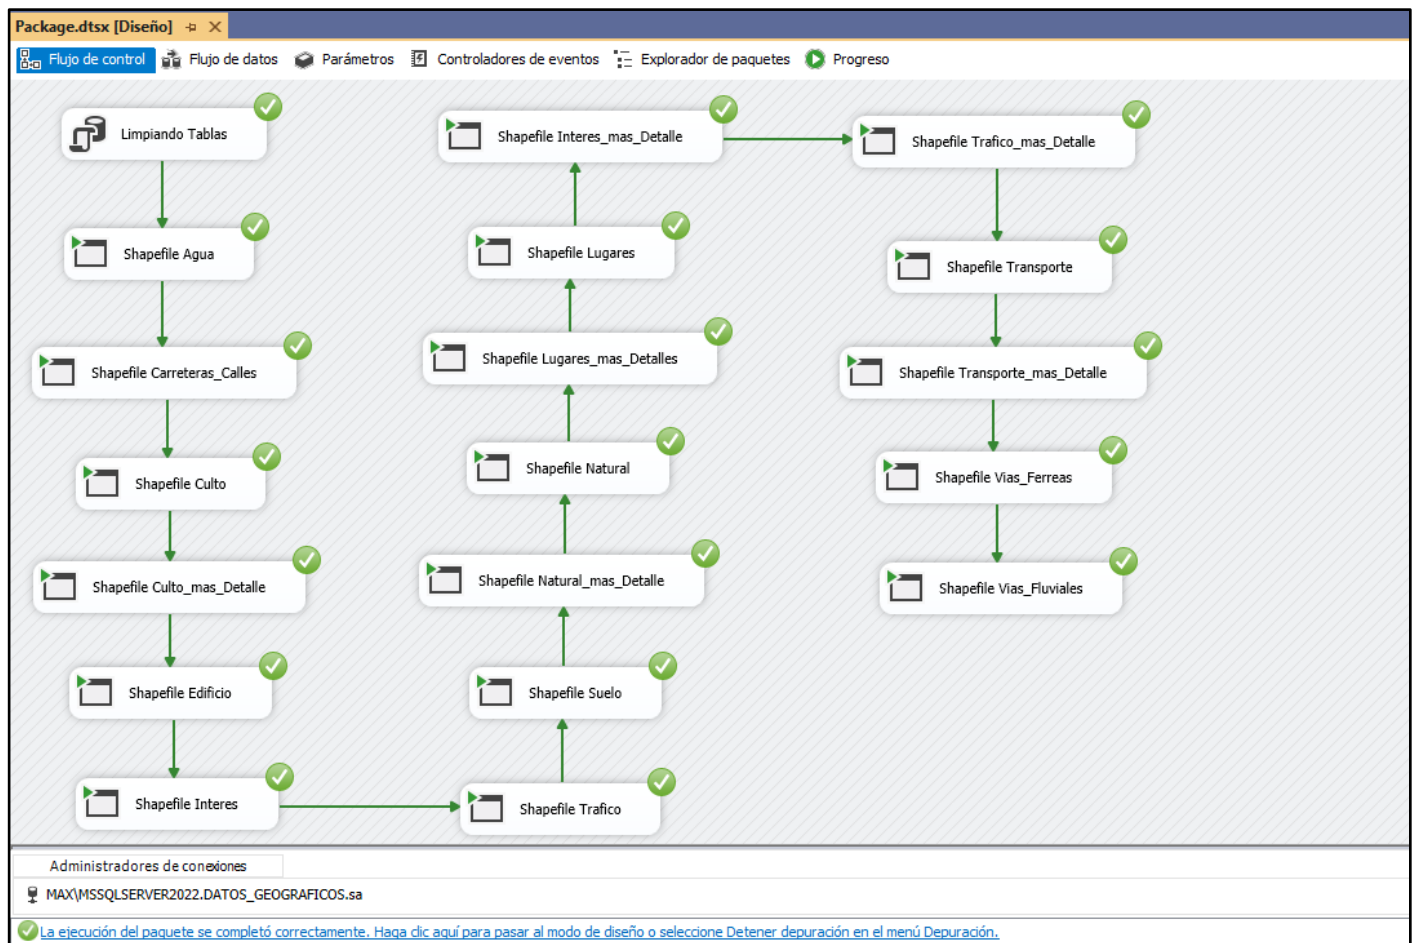 Package.dtsx [Diseño]
Flujo de control
Flujo de datos
Parámetros
Controladores de eventos
Explorador de paquetes
Progreso
Limpiando Tablas
Shapefile Agua
Shapefile Carreteras_Calles
Shapefile Culto
Shapefile Culto_mas_Detalle
Shapefile Edificio
Shapefile Interes
Shapefile Trafico
Shapefile Suelo
Shapefile Natural_mas_Detalle
Shapefile Natural
Shapefile Lugares_mas_Detalles
Shapefile Lugares
Shapefile Interes_mas_Detalle
Shapefile Trafico_mas_Detalle
Shapefile Transporte
Shapefile Transporte_mas_Detalle
Shapefile Vias_Ferreas
Shapefile Vias_Fluviales
Administradores de conexiones
MAX\MSSQLSERVER2022.DATOS_GEOGRAFICOS.sa
La ejecución del paquete se completó correctamente. Haga clic aquí para pasar al modo de diseño o seleccione Detener depuración en el menú Depuración.